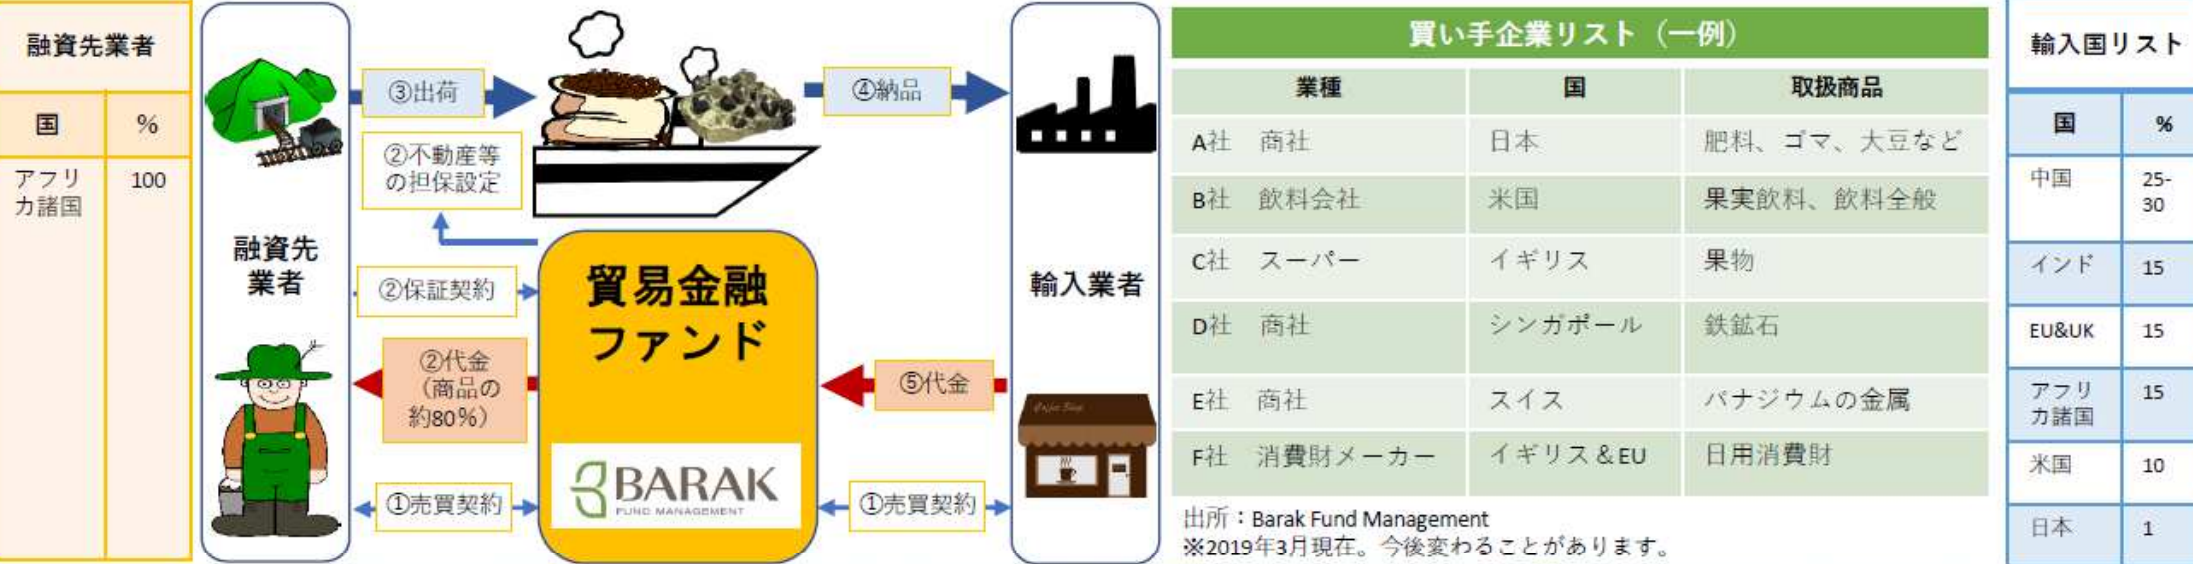 融資先業者
国 %
アフリ 100
カ諸国
③出荷
④納品
②不動産等
の担保設定
融資先
業者
②保証契約
②代金
（商品の
約80%）
①売買契約
貿易金融
ファンド
BARAK
FUND MANAGEMENT
⑤代金
①売買契約
輸入業者
Coffee Shop
買い手企業リスト（一例）
業種 国 取扱商品
A社 商社 日本 肥料、ゴマ、大豆など
B社 飲料会社 米国 果実飲料、飲料全般
C社 スーパー イギリス 果物
D社 商社 シンガポール 鉄鉱石
E社 商社 スイス バナジウムの金属
F社 消費財メーカー イギリス＆EU 日用消費財
出所：Barak Fund Management
※2019年3月現在。今後変わることがあります。
輸入国リスト
国 %
中国 25-
30
インド 15
EU&UK 15
アフリ 15
カ諸国
米国 10
日本 1